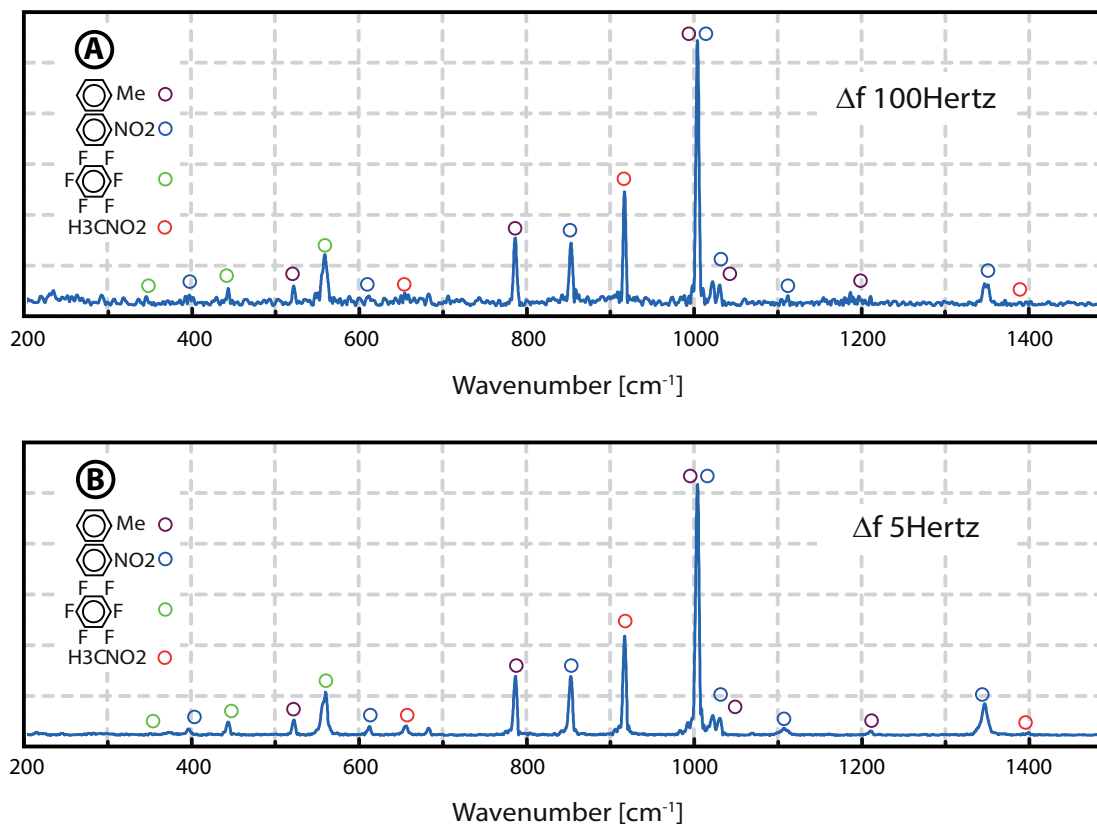 A
Me
NO2
F F
F F
F F
H3CNO2
Δf 100Hertz
200 400 600 800 1000 1200 1400
Wavenumber [cm-1]
B
Me
NO2
F F
F F
F F
H3CNO2
Δf 5Hertz
200 400 600 800 1000 1200 1400
Wavenumber [cm-1]